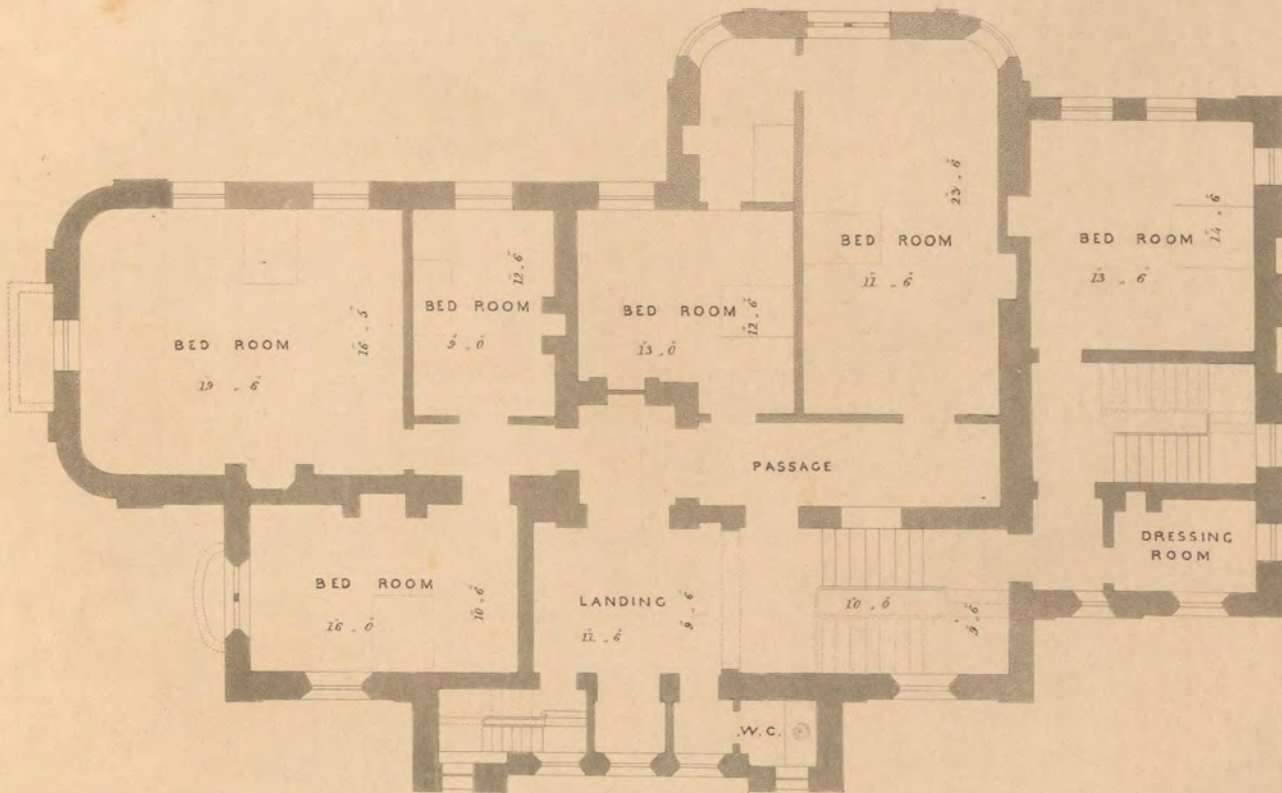 BED ROOM
19 . 6
16 . 5
BED ROOM
9 . 0
12 . 6
BED ROOM
13 . 0
12 . 6
BED ROOM
11 . 6
23 . 6
BED ROOM
13 . 6
14 . 6
PASSAGE
DRESSING
ROOM
BED ROOM
16 . 0
10 . 6
LANDING
11 . 6
9 . 6
10 . 0
9 . 6
.W.C.